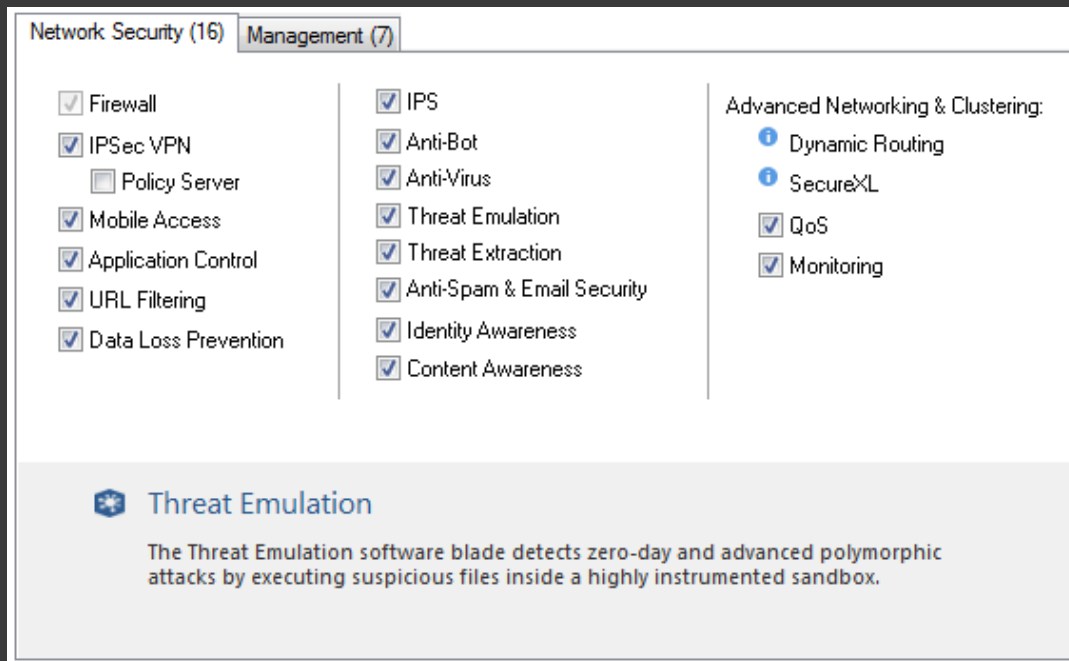 Network Security (16)
Management (7)
Firewall
IPSec VPN
Policy Server
Mobile Access
Application Control
URL Filtering
Data Loss Prevention
IPS
Anti-Bot
Anti-Virus
Threat Emulation
Threat Extraction
Anti-Spam & Email Security
Identity Awareness
Content Awareness
Advanced Networking & Clustering:
Dynamic Routing
SecureXL
QoS
Monitoring
Threat Emulation
The Threat Emulation software blade detects zero-day and advanced polymorphic
attacks by executing suspicious files inside a highly instrumented sandbox.